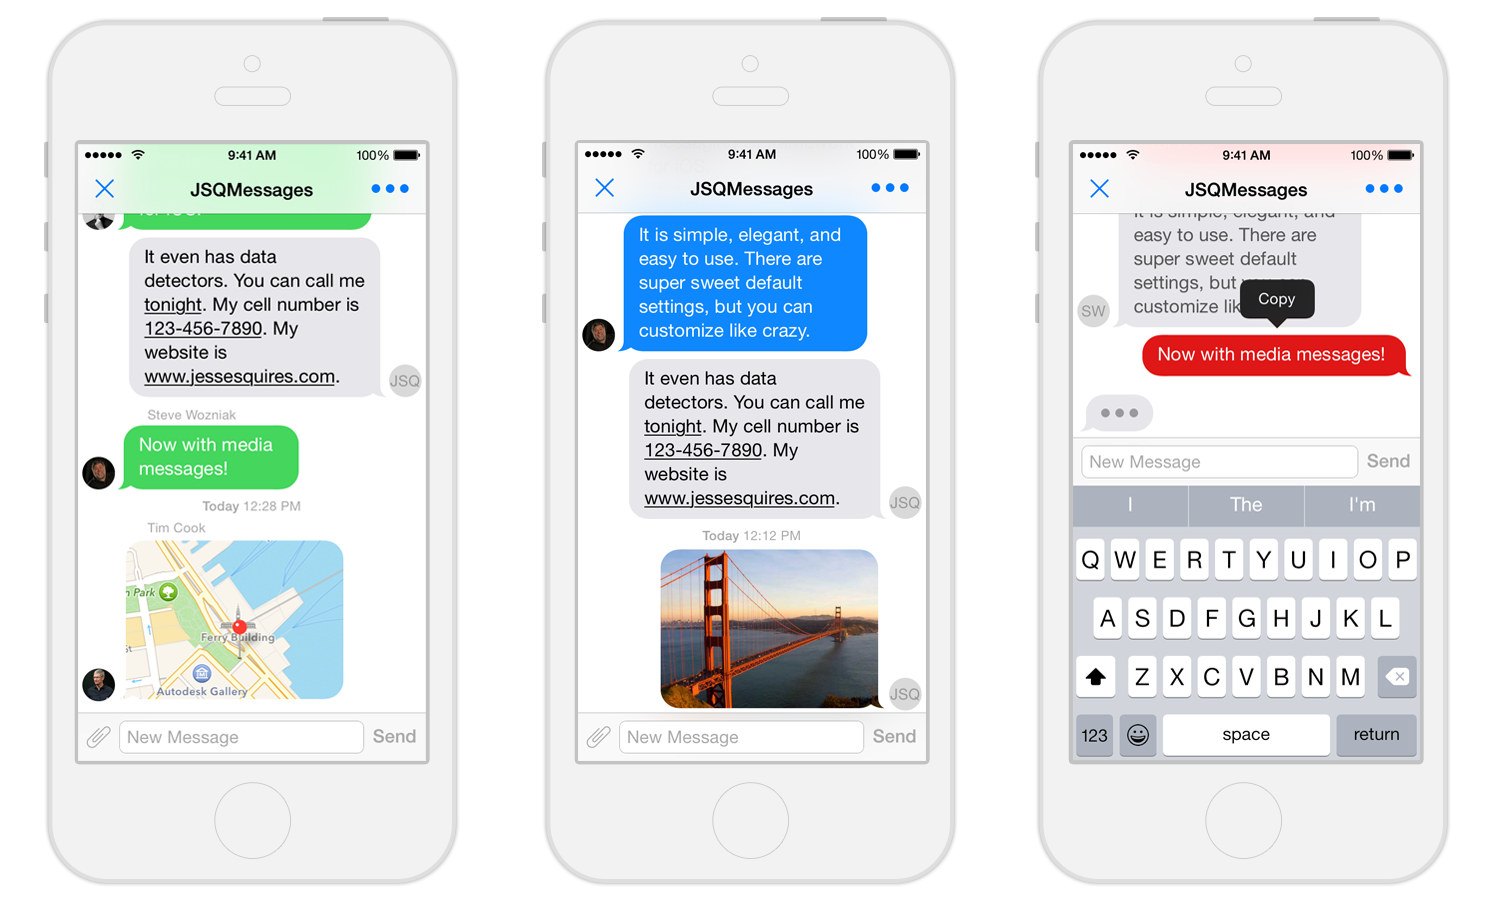 9:41 AM 100%
JSQMessages
It even has data
detectors. You can call me
tonight. My cell number is
123-456-7890. My
website is
www.jessesquires.com.
JSQ
Steve Wozniak
Now with media
messages!
Today 12:28 PM
Tim Cook
Park
Ferry Building
Autodesk Gallery
New Message Send
9:41 AM 100%
JSQMessages
It is simple, elegant, and
easy to use. There are
super sweet default
settings, but you can
customize like crazy.
It even has data
detectors. You can call me
tonight. My cell number is
123-456-7890. My
website is
www.jessesquires.com.
JSQ
Today 12:12 PM
JSQ
New Message Send
9:41 AM 100%
JSQMessages
It is simple, elegant, and
easy to use. There are
super sweet default
settings, but
customize
SW
Copy
Now with media messages!
New Message Send
I The I'm
Q W E R T Y U I O P
A S D F G H J K L
Z X C V B N M
123 space return